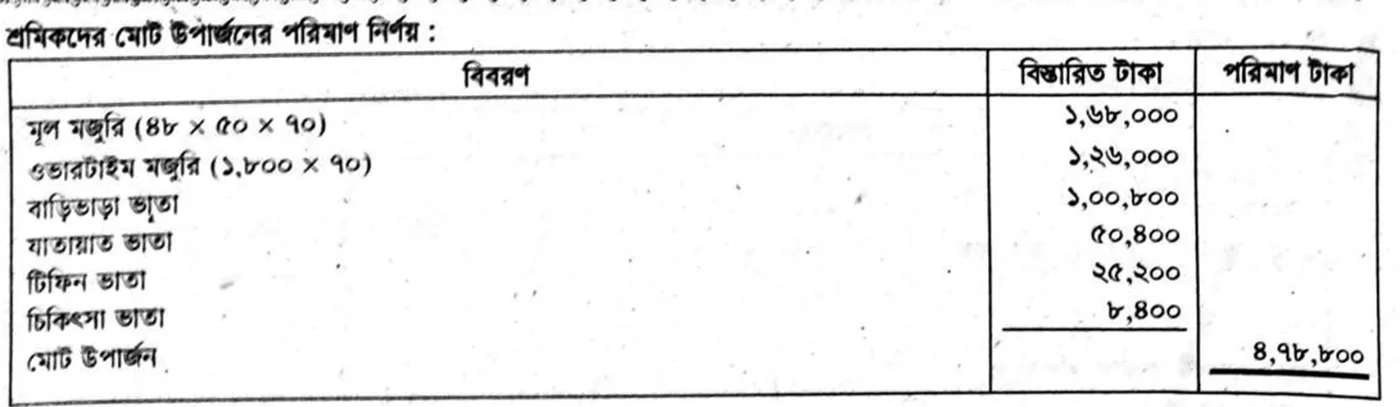 শ্রমিকদের মোট উপার্জনের পরিমাণ নির্ণয় :
বিবরণ বিস্তারিত টাকা পরিমাণ টাকা
মূল মজুরি (৪৮ × ৫০ × ৭০) ১,৬৮,০০০
ওভারটাইম মজুরি (১,৮০০ × ৭০) ১,২৬,০০০
বাড়িভাড়া ভাতা ১,০০,৮০০
যাতায়াত ভাতা ৫০,৪০০
টিফিন ভাতা ২৫,২০০
চিকিৎসা ভাতা ৮,৪০০
মোট উপার্জন ৪,৭৮,৮০০